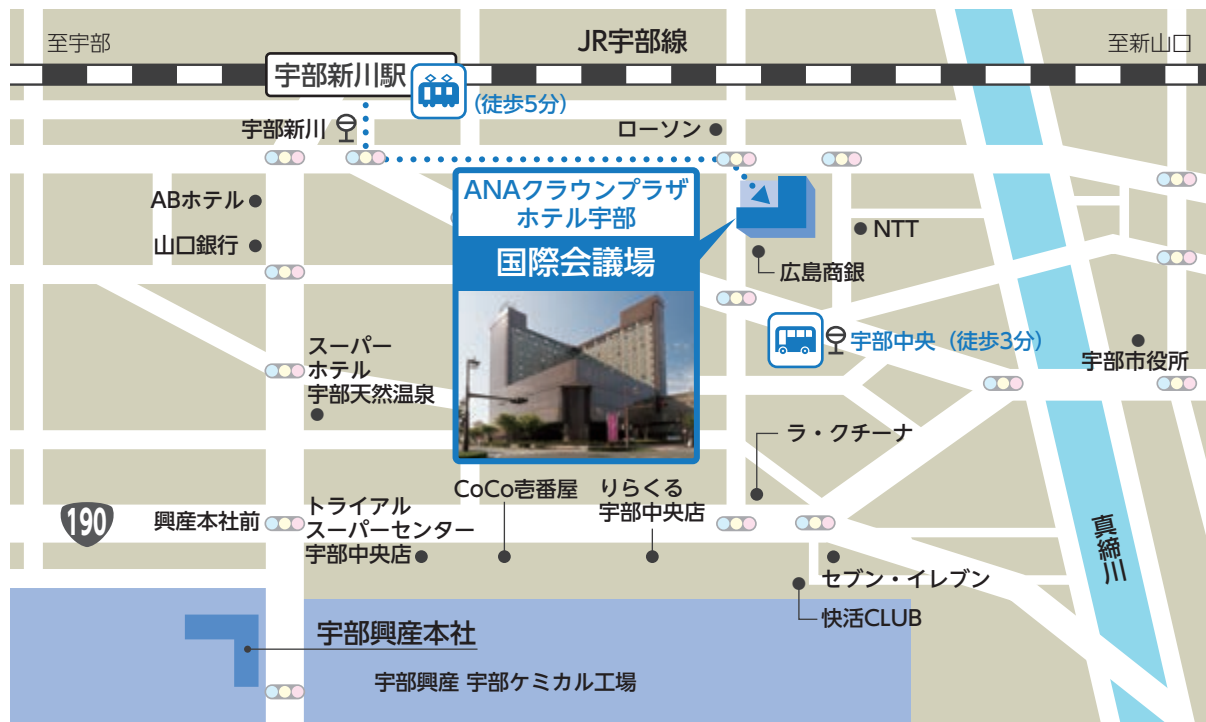 至宇部
JR宇部線
至新山口
宇部新川駅
(徒歩5分)
宇部新川
ローソン
ABホテル
山口銀行
ANAクラウンプラザ
ホテル宇部
国際会議場
NTT
広島商銀
宇部中央(徒歩3分)
宇部市役所
スーパー
ホテル
宇部天然温泉
ラ・クチーナ
CoCo壱番屋
りらくる
宇部中央店
190
興産本社前
トライアル
スーパーセンター
宇部中央店
真締川
セブン・イレブン
快活CLUB
宇部興産本社
宇部興産 宇部ケミカル工場